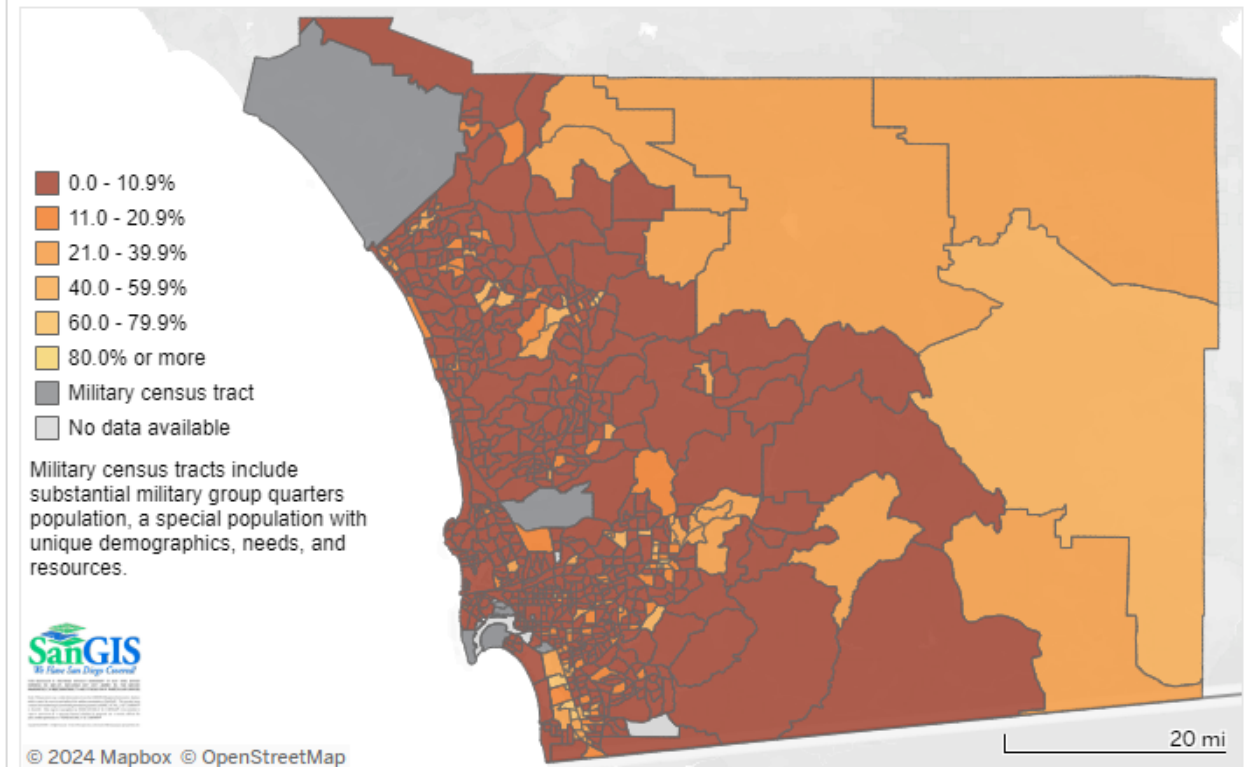 0.0 - 10.9%
11.0 - 20.9%
21.0 - 39.9%
40.0 - 59.9%
60.0 - 79.9%
80.0% or more
Military census tract
No data available
Military census tracts include
substantial military group quarters
population, a special population with
unique demographics, needs, and
resources.
SanGIS
We Have San Diego Covered!
20 mi
© 2024 Mapbox © OpenStreetMap